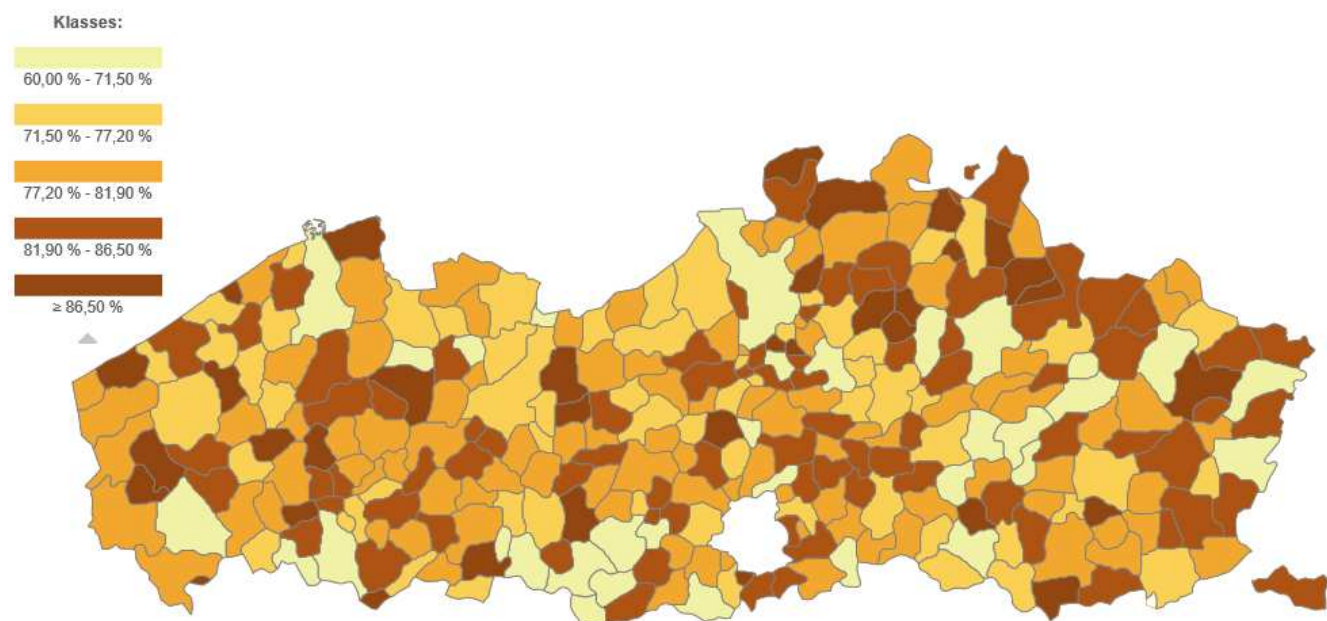 Klasses:
60,00 % - 71,50 %
71,50 % - 77,20 %
77,20 % - 81,90 %
81,90 % - 86,50 %
≥ 86,50 %